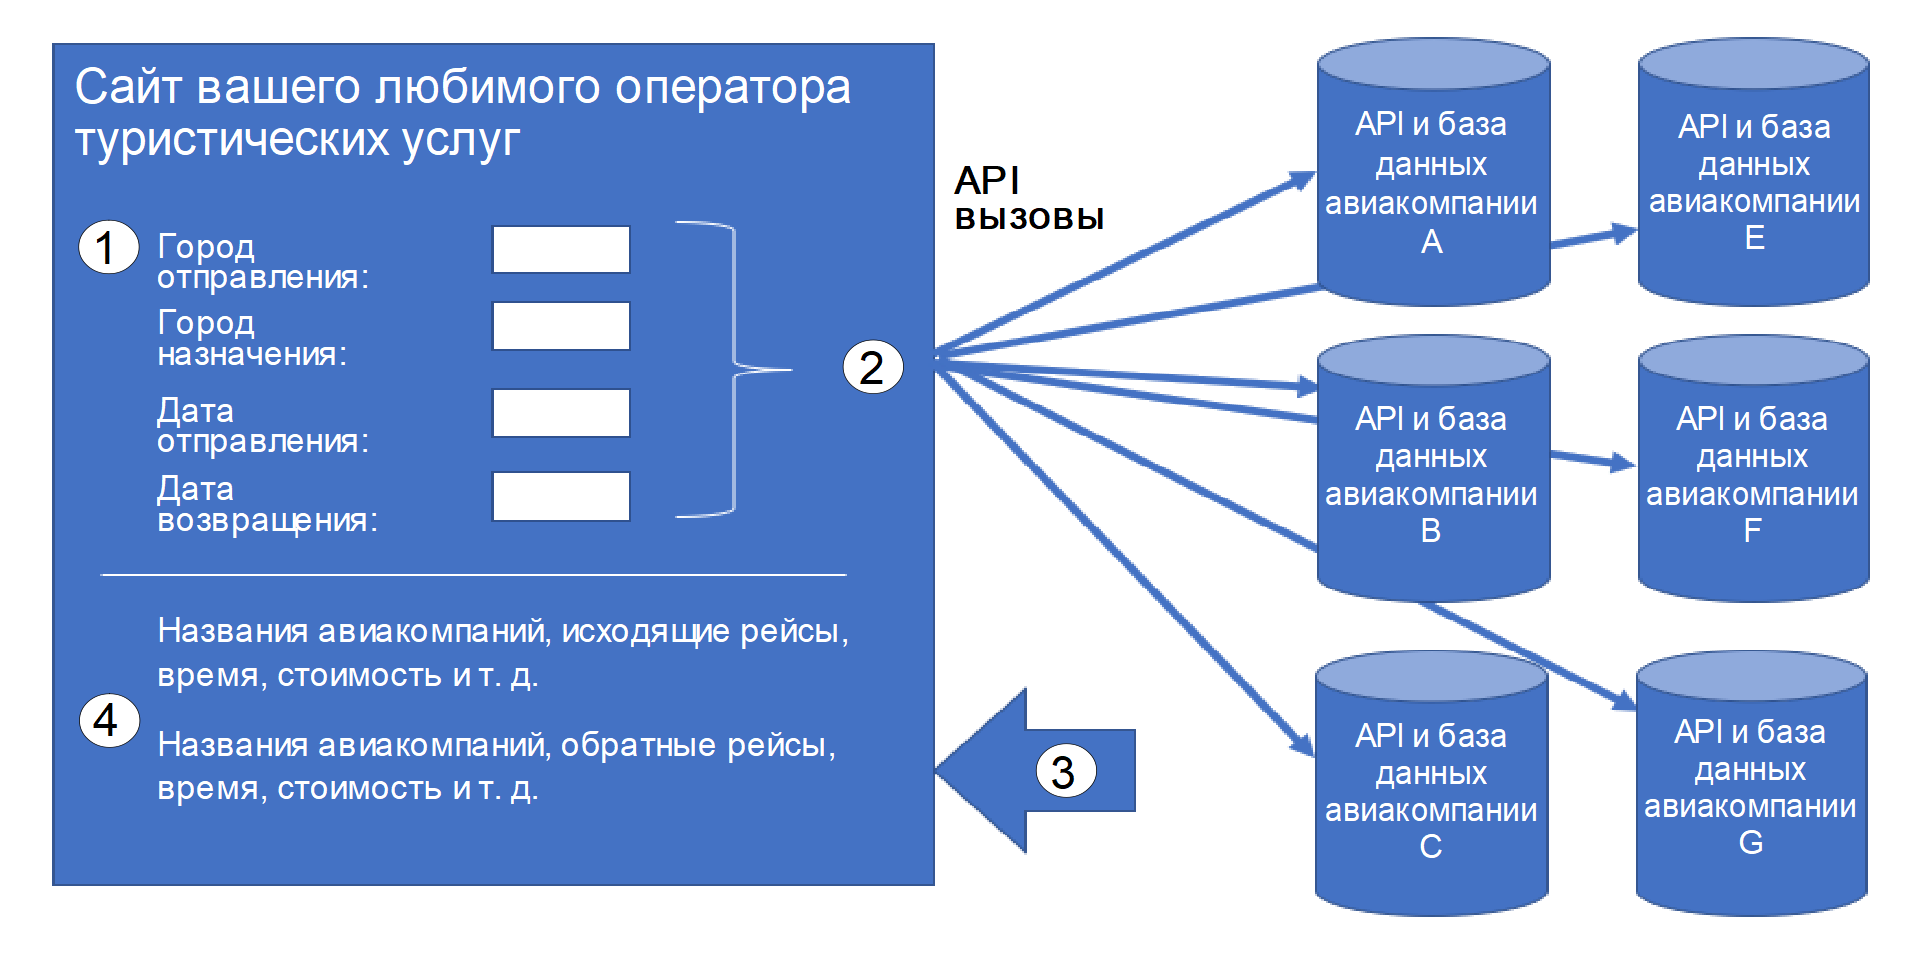 Сайт вашего любимого оператора
туристических услуг
1
Город
отправления:
Город
назначения:
Дата
отправления:
Дата
возвращения:
2
4
Названия авиакомпаний, исходящие рейсы,
время, стоимость и т. д.
Названия авиакомпаний, обратные рейсы,
время, стоимость и т. д.
API
вызовы
3
API и база
данных
авиакомпании
A
API и база
данных
авиакомпании
E
API и база
данных
авиакомпании
B
API и база
данных
авиакомпании
F
API и база
данных
авиакомпании
C
API и база
данных
авиакомпании
G